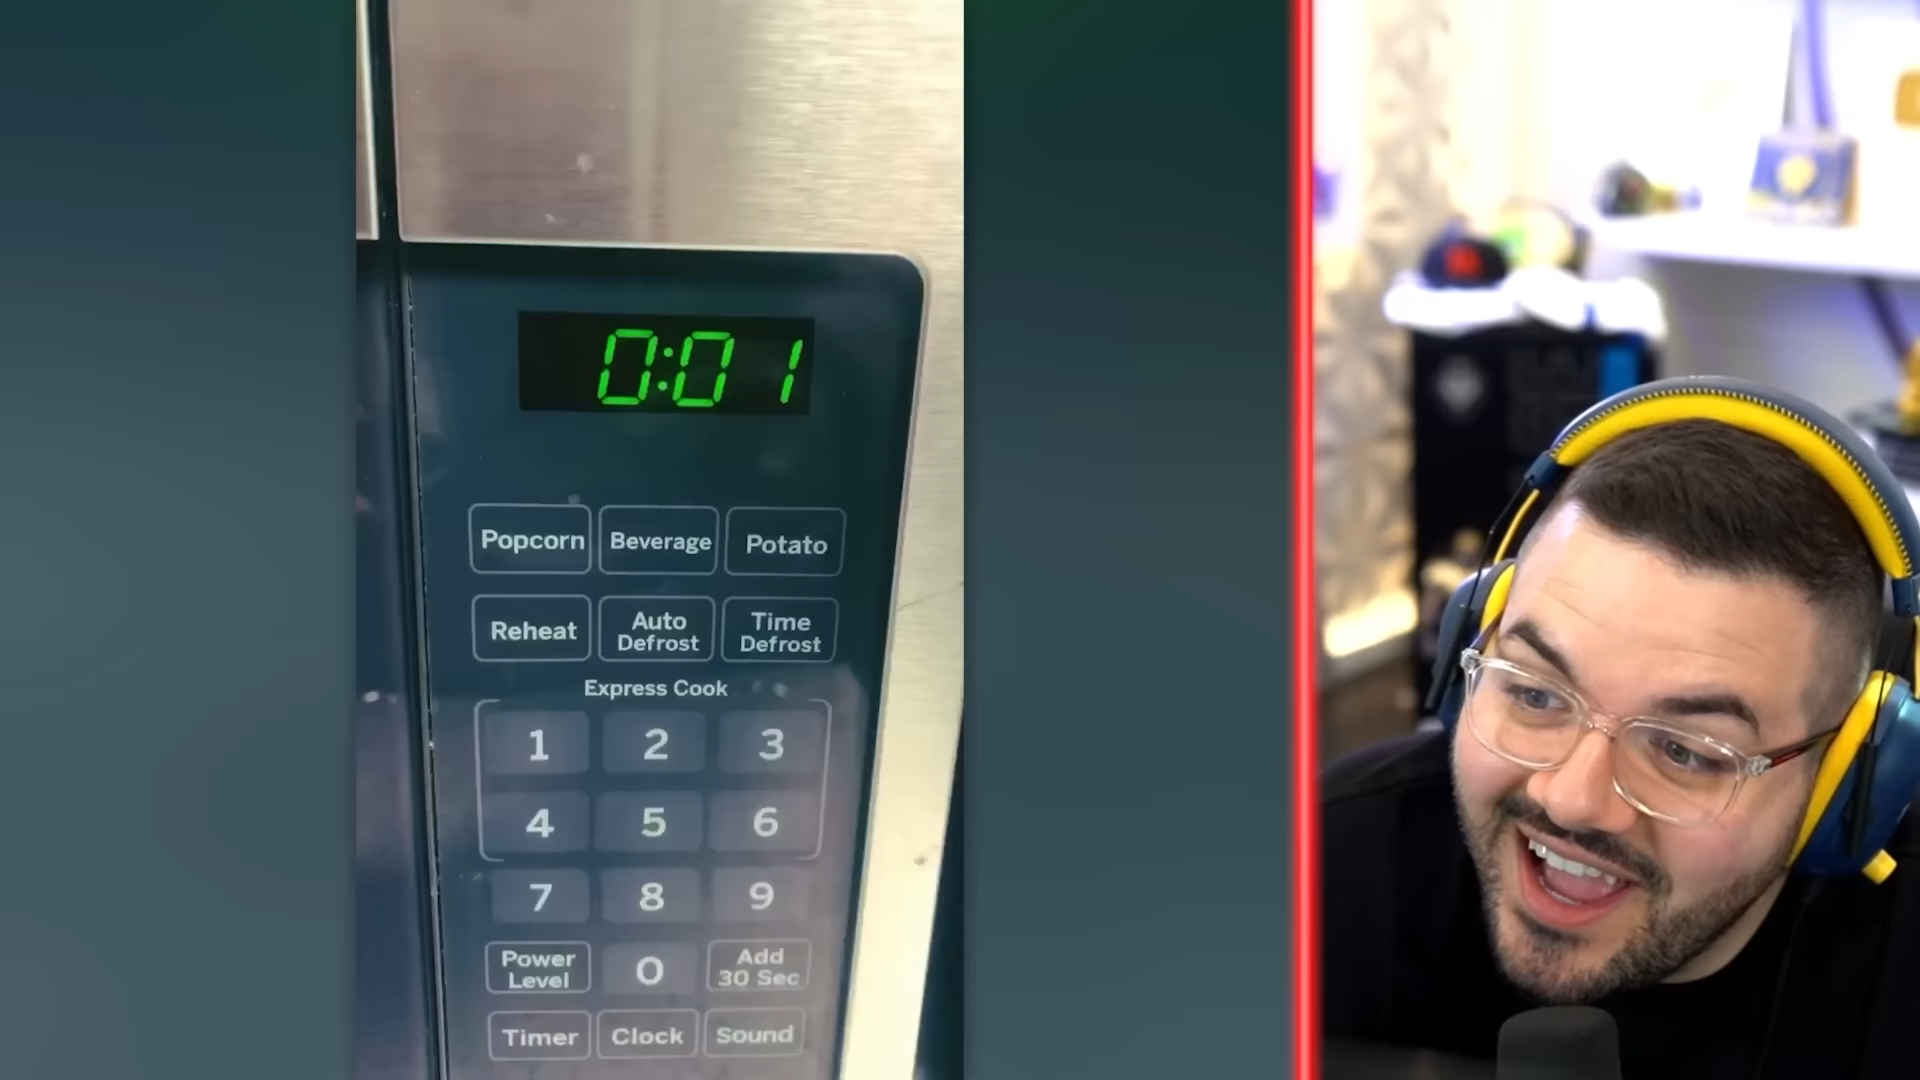 0:01
Popcorn Beverage Potato
Reheat Auto Defrost Time Defrost
Express Cook
1 2 3
4 5 6
7 8 9
Power Level 0 Add 30 Sec
Timer Clock Sound